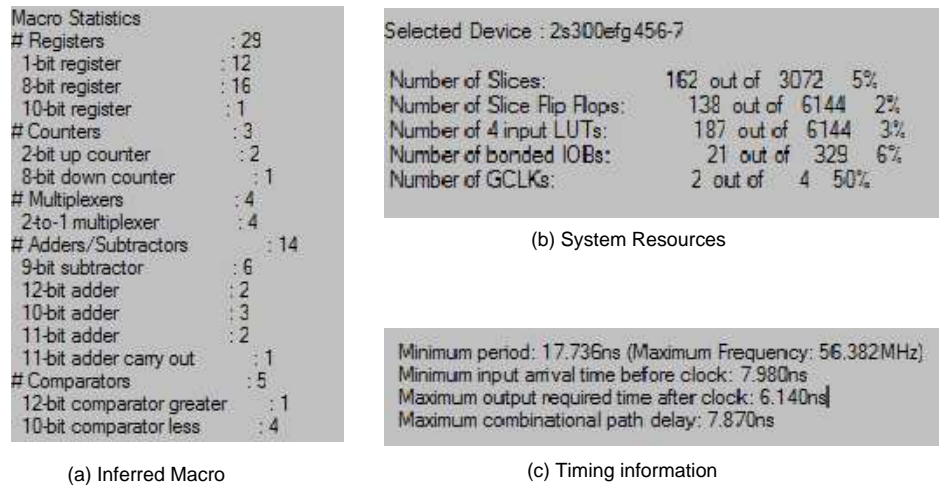 Macro Statistics
# Registers : 29
1-bit register : 12
8-bit register : 16
10-bit register : 1
# Counters : 3
2-bit up counter : 2
8-bit down counter : 1
# Multiplexers : 4
2-to-1 multiplexer : 4
# Adders/Subtractors : 14
9-bit subtractor : 6
12-bit adder : 2
10-bit adder : 3
11-bit adder : 2
11-bit adder carry out : 1
# Comparators : 5
12-bit comparator greater : 1
10-bit comparator less : 4
(a) Inferred Macro
Selected Device : 2s300efg456-7
Number of Slices: 162 out of 3072 5%
Number of Slice Flip Flops: 138 out of 6144 2%
Number of 4 input LUTs: 187 out of 6144 3%
Number of bonded IOBs: 21 out of 329 6%
Number of GCLKs: 2 out of 4 50%
(b) System Resources
Minimum period: 17.736ns (Maximum Frequency: 56.382MHz)
Minimum input arrival time before clock: 7.980ns
Maximum output required time after clock: 6.140ns
Maximum combinational path delay: 7.870ns
(c) Timing information